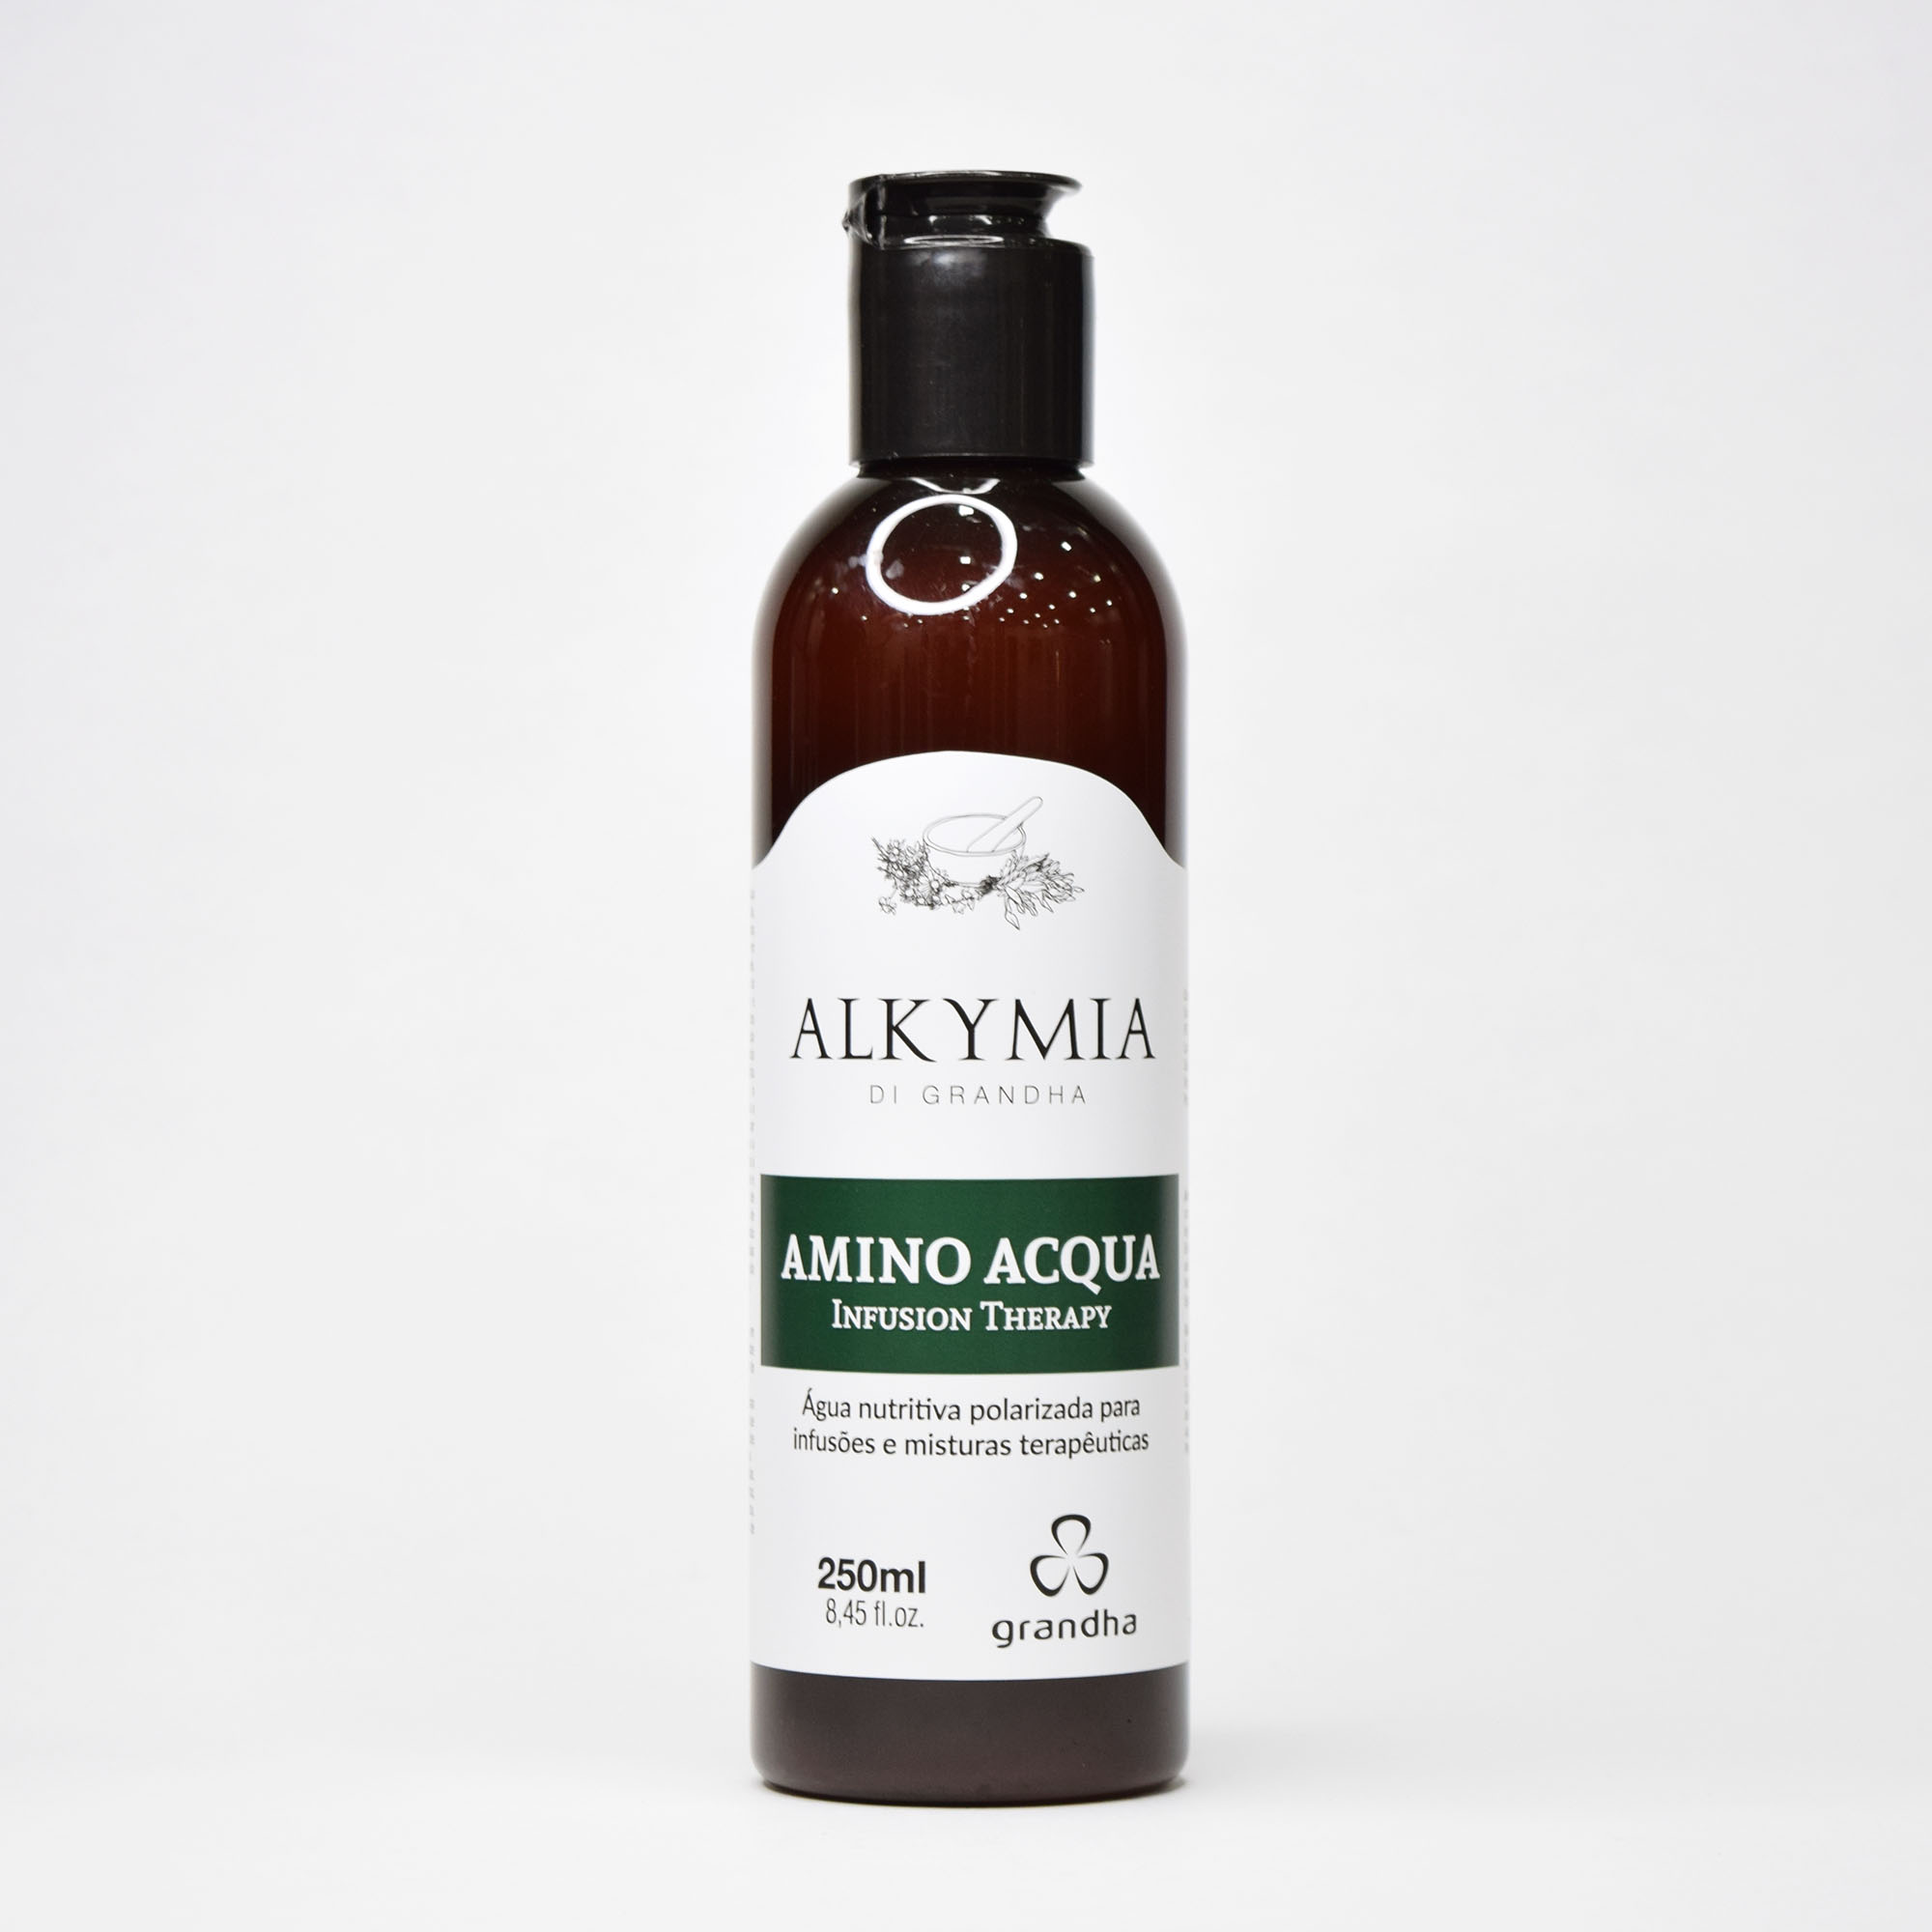 ALKYMIA
DI GRANDHA
AMINO ACQUA
INFUSION THERAPY
Água nutritiva polarizada para
infusões e misturas terapêuticas
250ml
8,45 fl.oz.
grandha